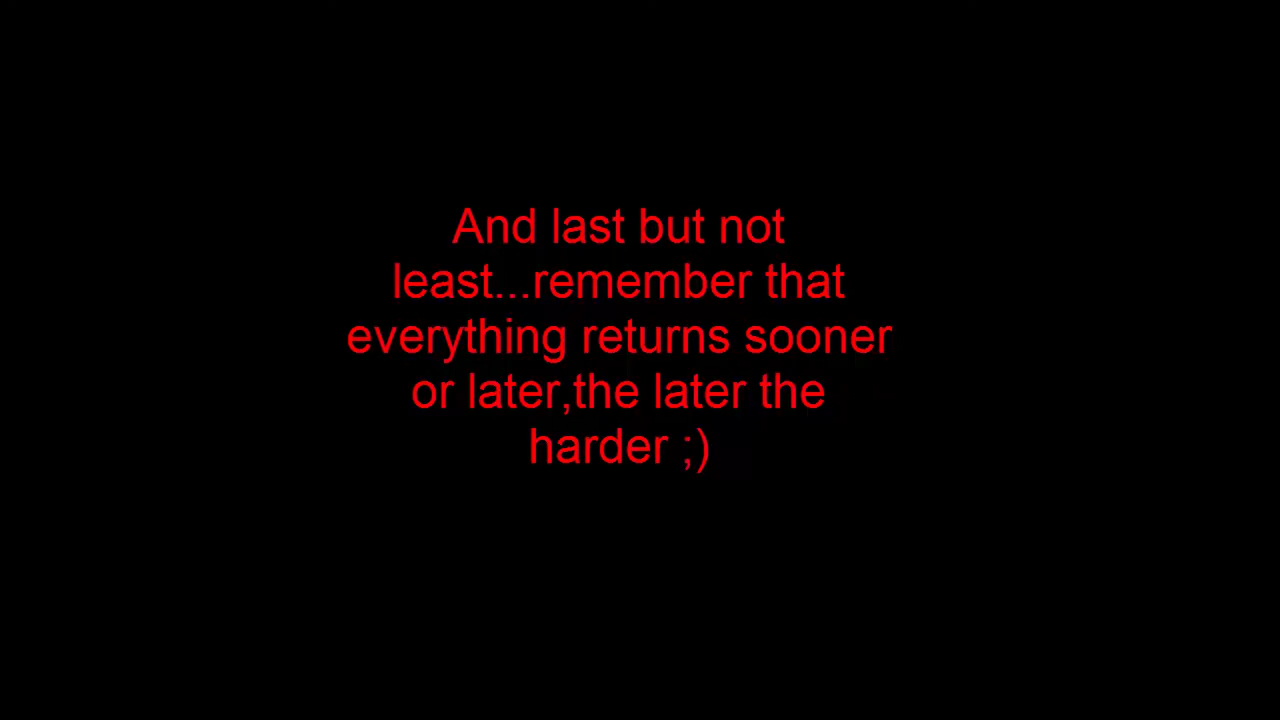 And last but not
least...remember that
everything returns sooner
or later,the later the
harder ;)